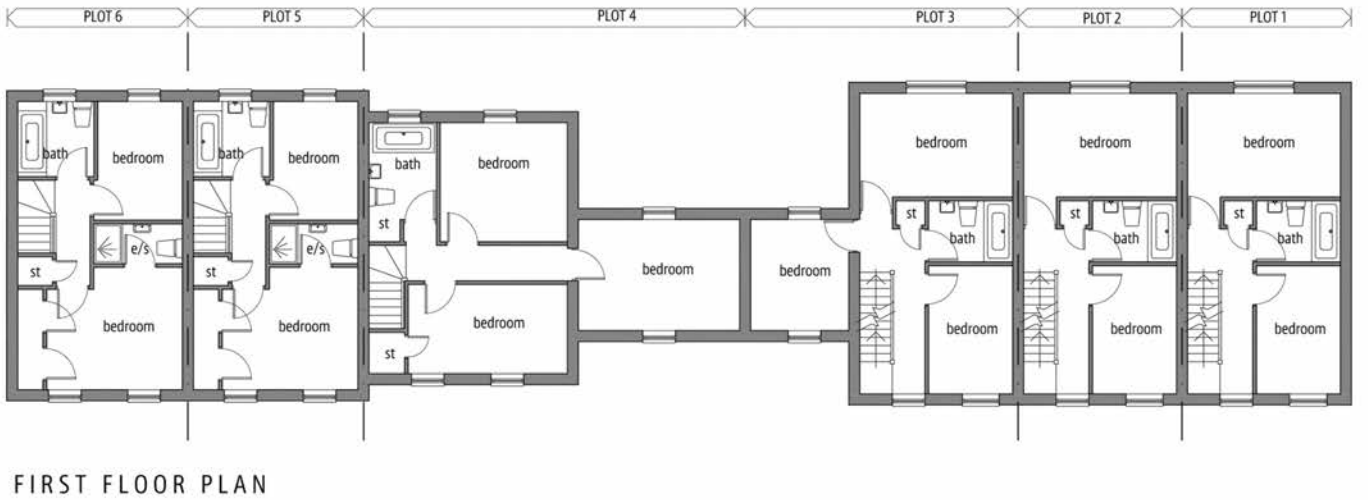 PLOT 6 PLOT 5 PLOT 4 PLOT 3 PLOT 2 PLOT 1
bedroom bedroom bedroom
bath bedroom bath bedroom bath bedroom
st st st st
bath bath bath
e/s e/s
st st bedroom bedroom
bedroom bedroom bedroom bedroom bedroom bedroom
st
FIRST FLOOR PLAN